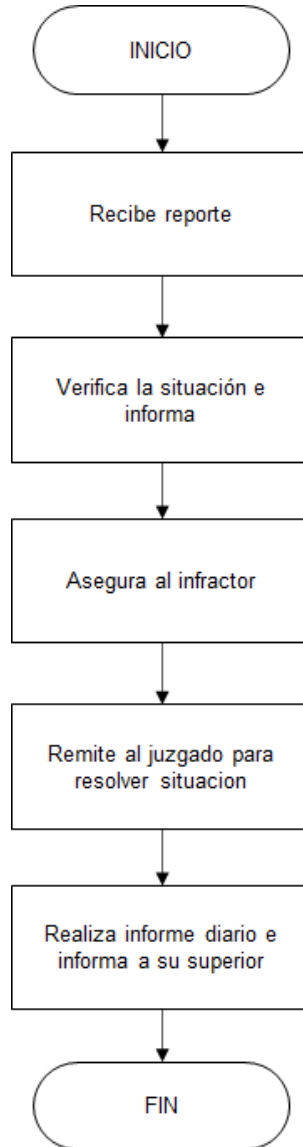 INICIO
Recibe reporte
Verifica la situación e
informa
Asegura al infractor
Remite al juzgado para
resolver situacion
Realiza informe diario e
informa a su superior
FIN